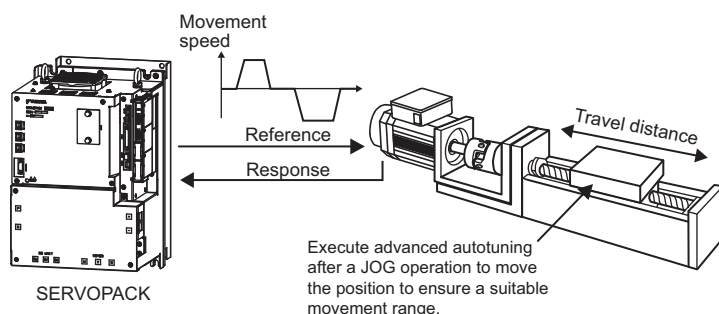 Movement
speed
Reference
Response
Travel distance
Execute advanced autotuning
after a JOG operation to move
the position to ensure a suitable
movement range.
SERVOPACK